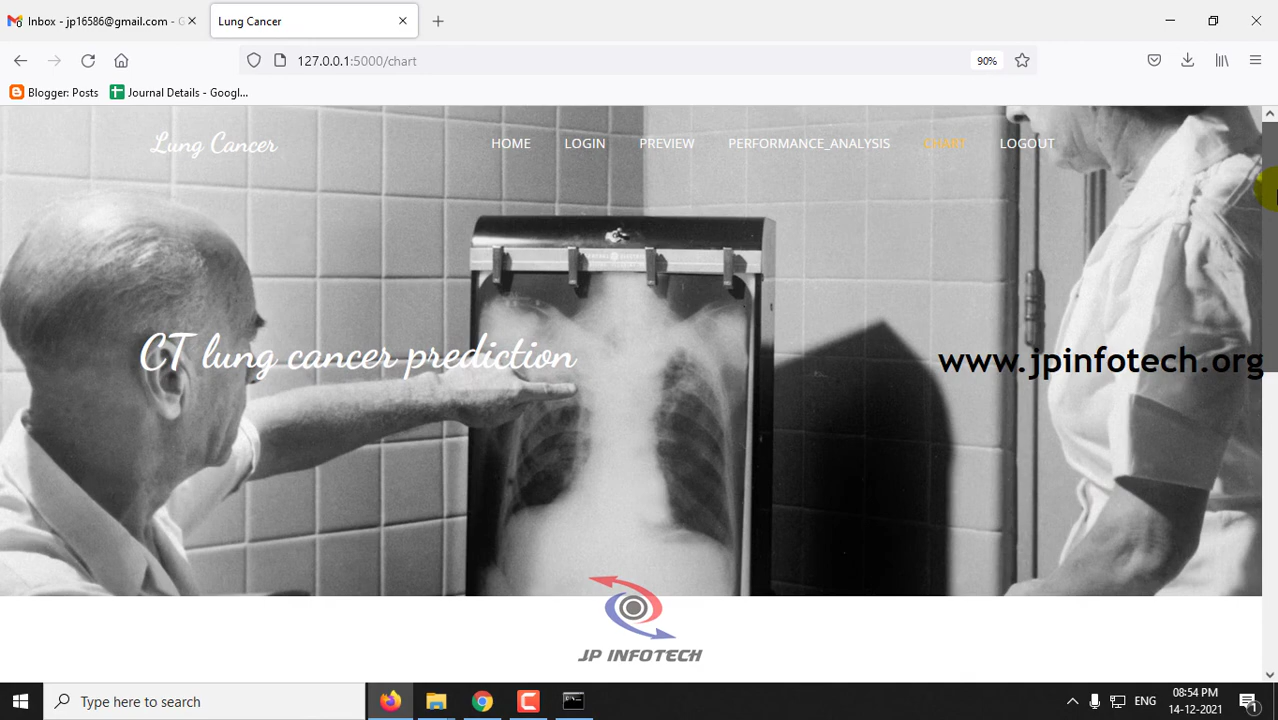 Inbox - jp16586@gmail.com - G
Lung Cancer
127.0.0.1:5000/chart
90%
Blogger: Posts
Journal Details - Googl...
Lung Cancer
HOME
LOGIN
PREVIEW
PERFORMANCE_ANALYSIS
CHART
LOGOUT
CT lung cancer prediction
www.jpinfotech.org
JP INFOTECH
Type here to search
ENG
08:54 PM
14-12-2021
1